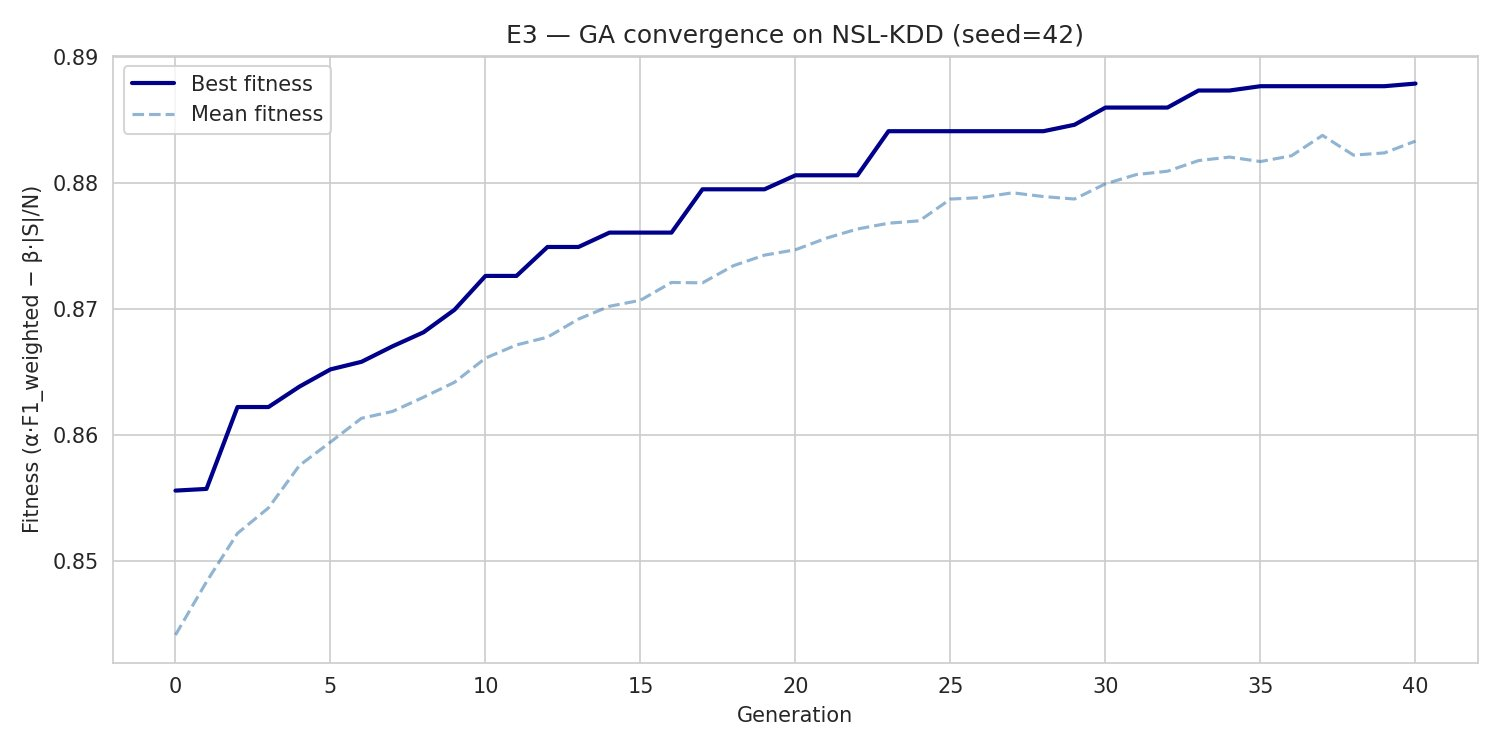 E3 — GA convergence on NSL-KDD (seed=42)
Best fitness
Mean fitness
Fitness (α·F1_weighted − β·|S|/N)
0.89
0.88
0.87
0.86
0.85
0 5 10 15 20 25 30 35 40
Generation